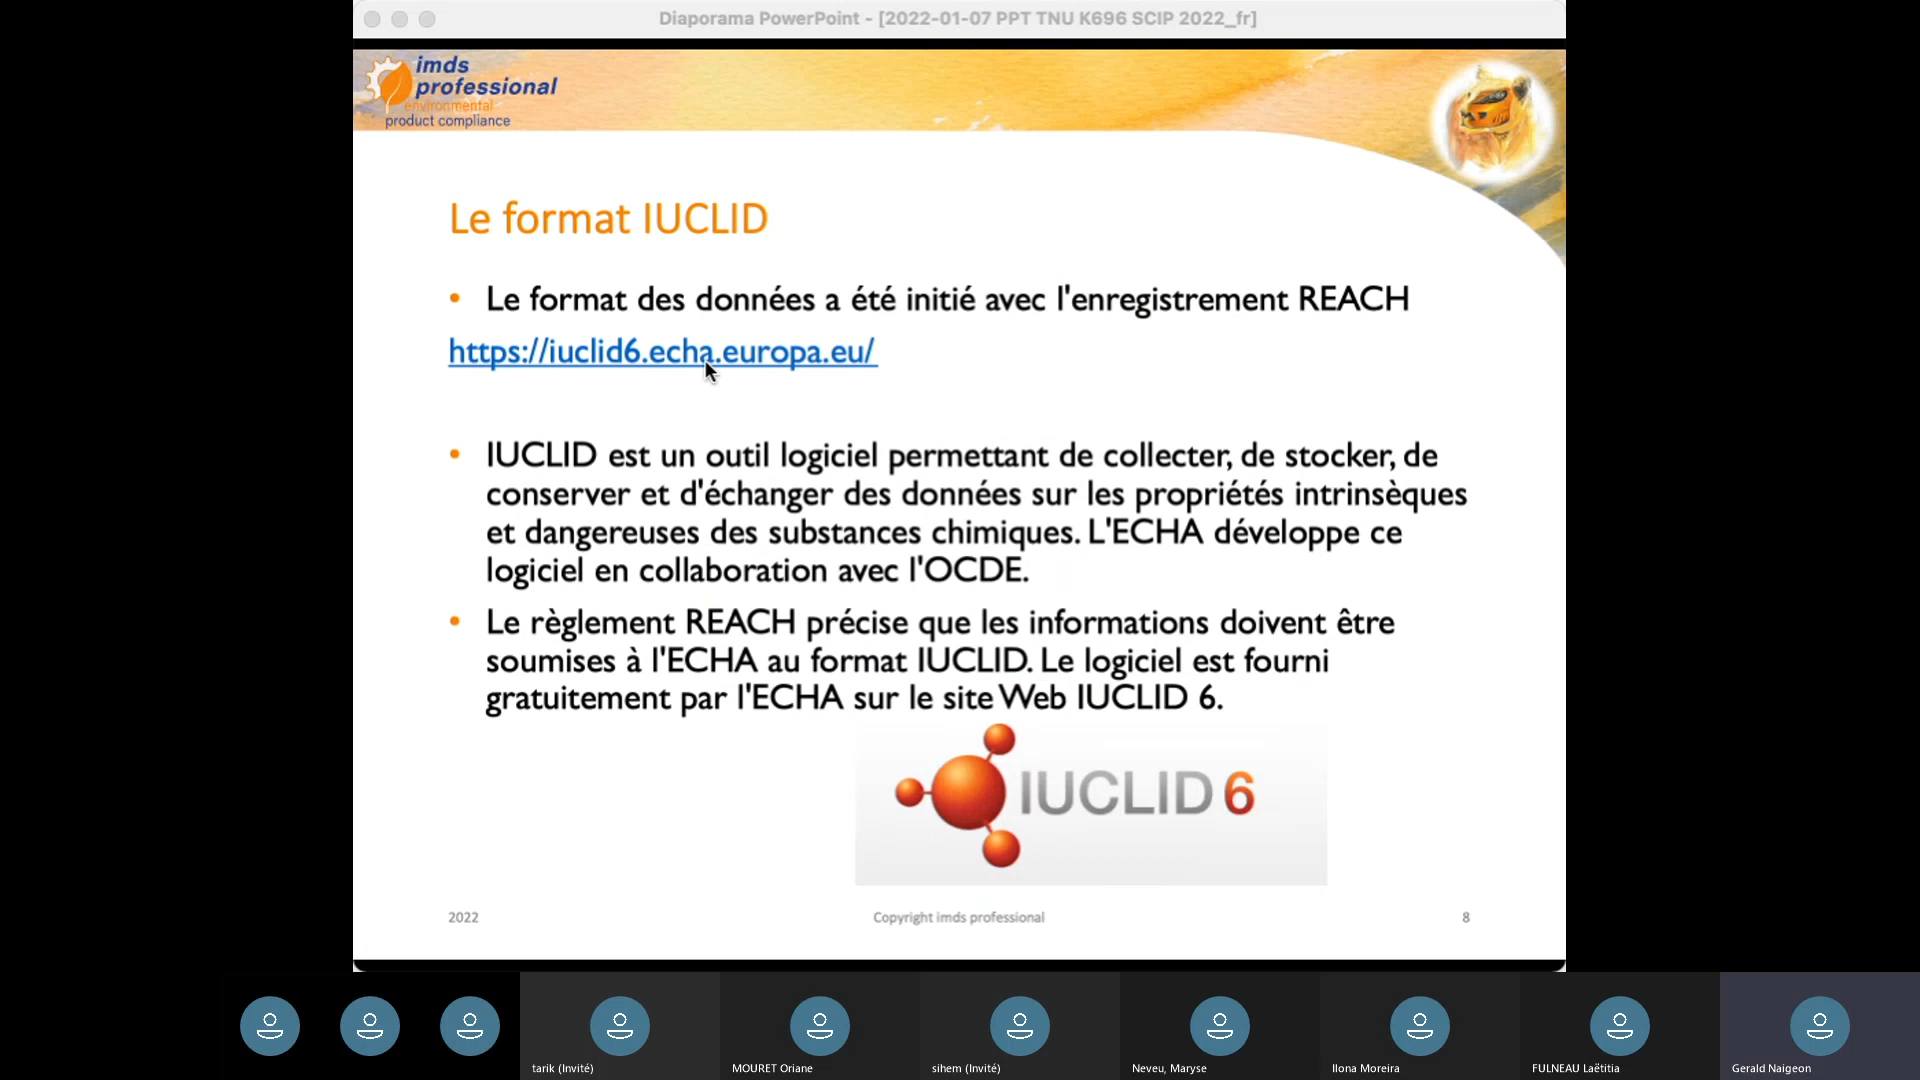 Diaporama PowerPoint - [2022-01-07 PPT TNU K696 SCIP 2022_fr]
imds
professional
environmental
product compliance
Le format IUCLID
• Le format des données a été initié avec l'enregistrement REACH
https://iuclid6.echa.europa.eu/
• IUCLID est un outil logiciel permettant de collecter, de stocker, de
conserver et d'échanger des données sur les propriétés intrinsèques
et dangereuses des substances chimiques. L'ECHA développe ce
logiciel en collaboration avec l'OCDE.
• Le règlement REACH précise que les informations doivent être
soumises à l'ECHA au format IUCLID. Le logiciel est fourni
gratuitement par l'ECHA sur le site Web IUCLID 6.
IUCLID 6
2022
Copyright imds professional
8
tarik (Invité)
MOURET Oriane
sihem (Invité)
Neveu, Maryse
Ilona Moreira
FULNEAU Laëtitia
Gerald Naigeon